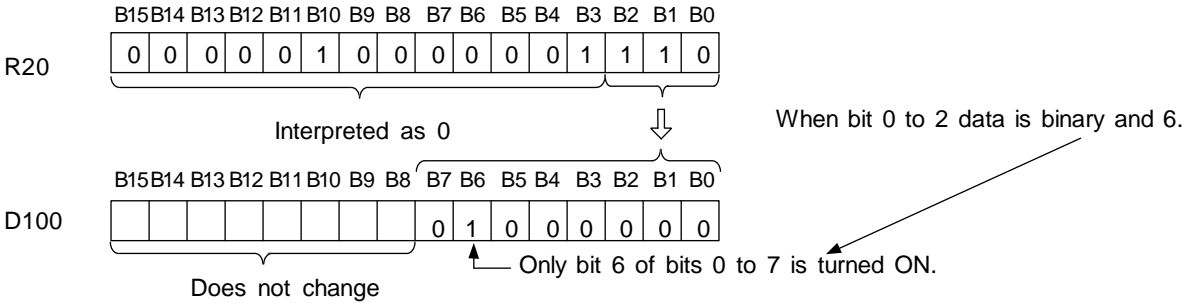 B15 B14 B13 B12 B11 B10 B9 B8 B7 B6 B5 B4 B3 B2 B1 B0
R20 0 0 0 0 0 1 0 0 0 0 0 0 1 1 1 0
Interpreted as 0
When bit 0 to 2 data is binary and 6.
B15 B14 B13 B12 B11 B10 B9 B8 B7 B6 B5 B4 B3 B2 B1 B0
D100 0 1 0 0 0 0 0 0
Only bit 6 of bits 0 to 7 is turned ON.
Does not change